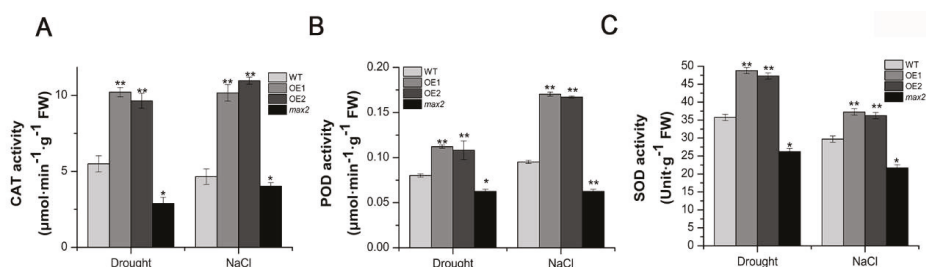 A
CAT activity
(μmol·min⁻¹·g⁻¹ FW)
10
5
0
** **
*
** **
*
WT
OE1
OE2
max2
Drought NaCl
B
POD activity
(μmol·min⁻¹·g⁻¹ FW)
0.20
0.15
0.10
0.05
0.00
** **
*
** **
**
WT
OE1
OE2
max2
Drought NaCl
C
SOD activity
(Unit·g⁻¹ FW)
50
45
40
35
30
25
20
15
10
5
0
** **
*
** **
*
WT
OE1
OE2
max2
Drought NaCl